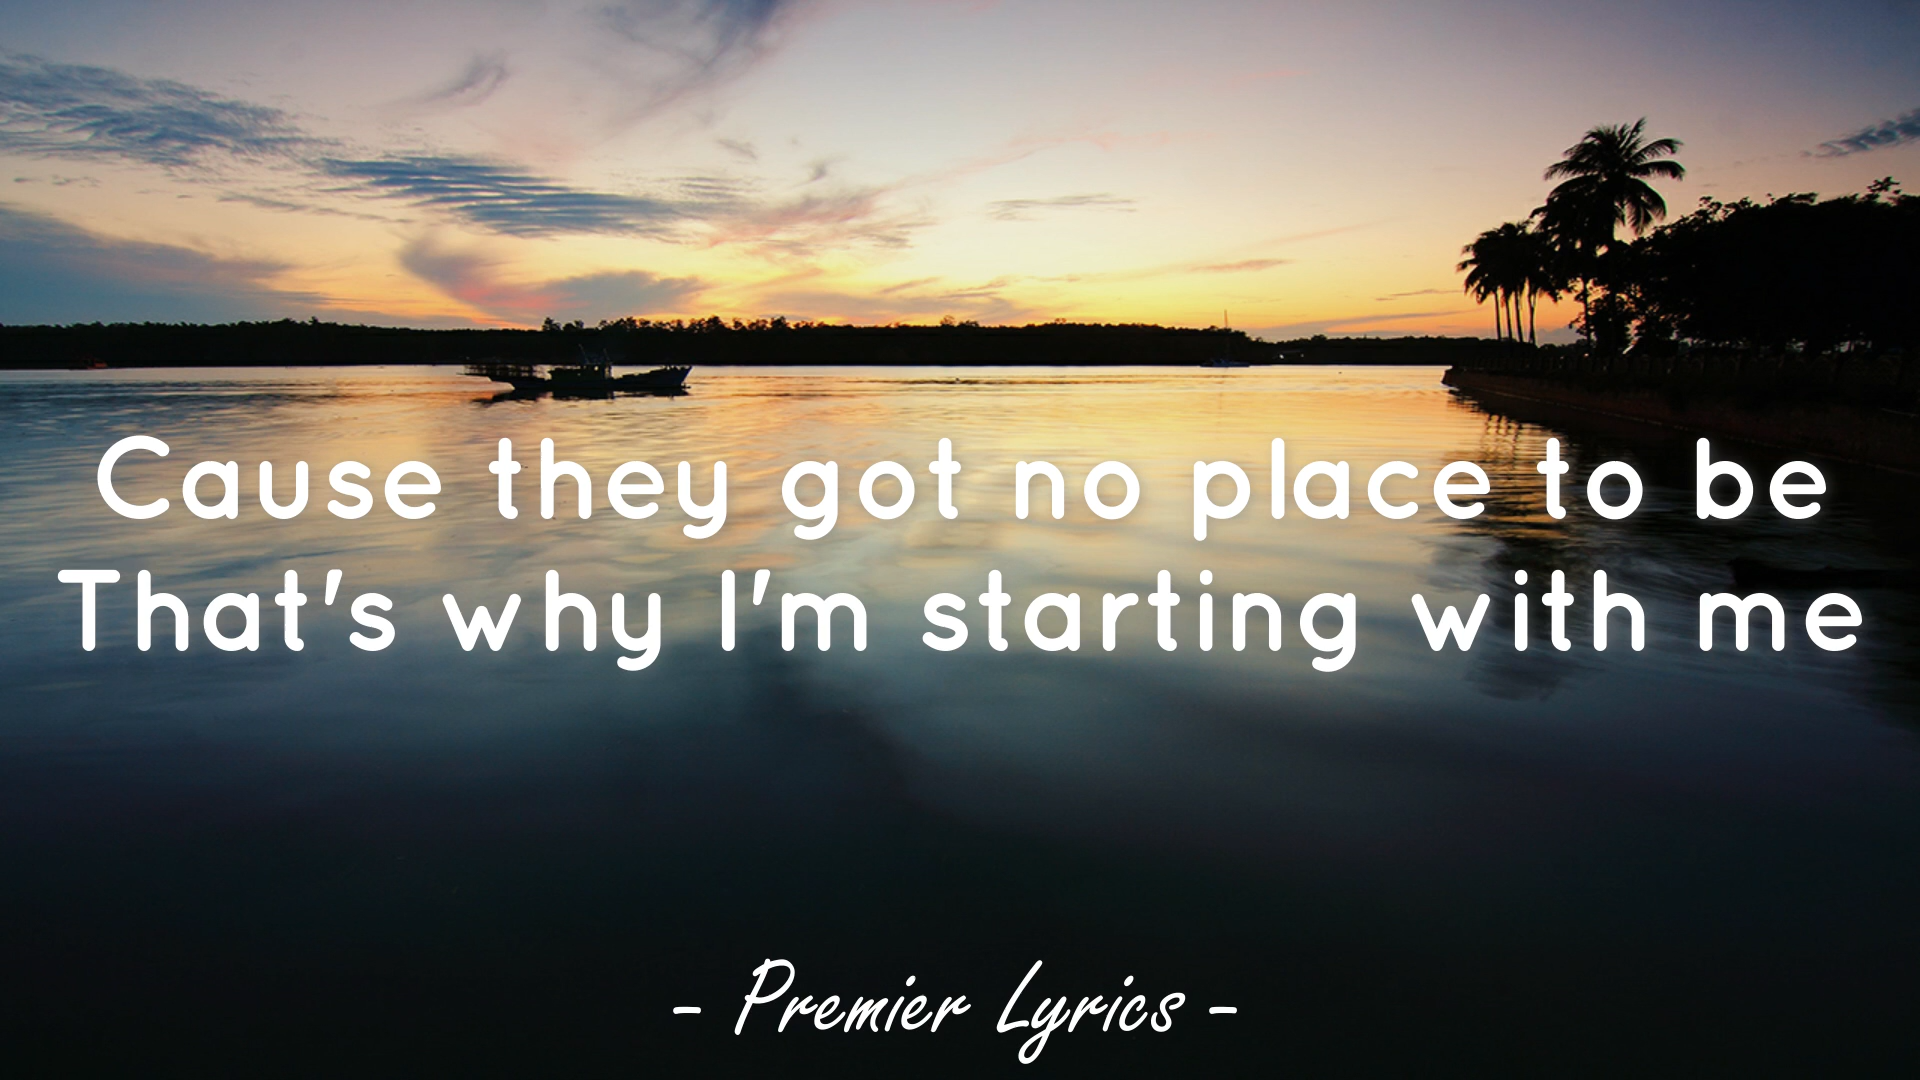 Cause they got no place to be
That's why I'm starting with me
- Premier Lyrics -